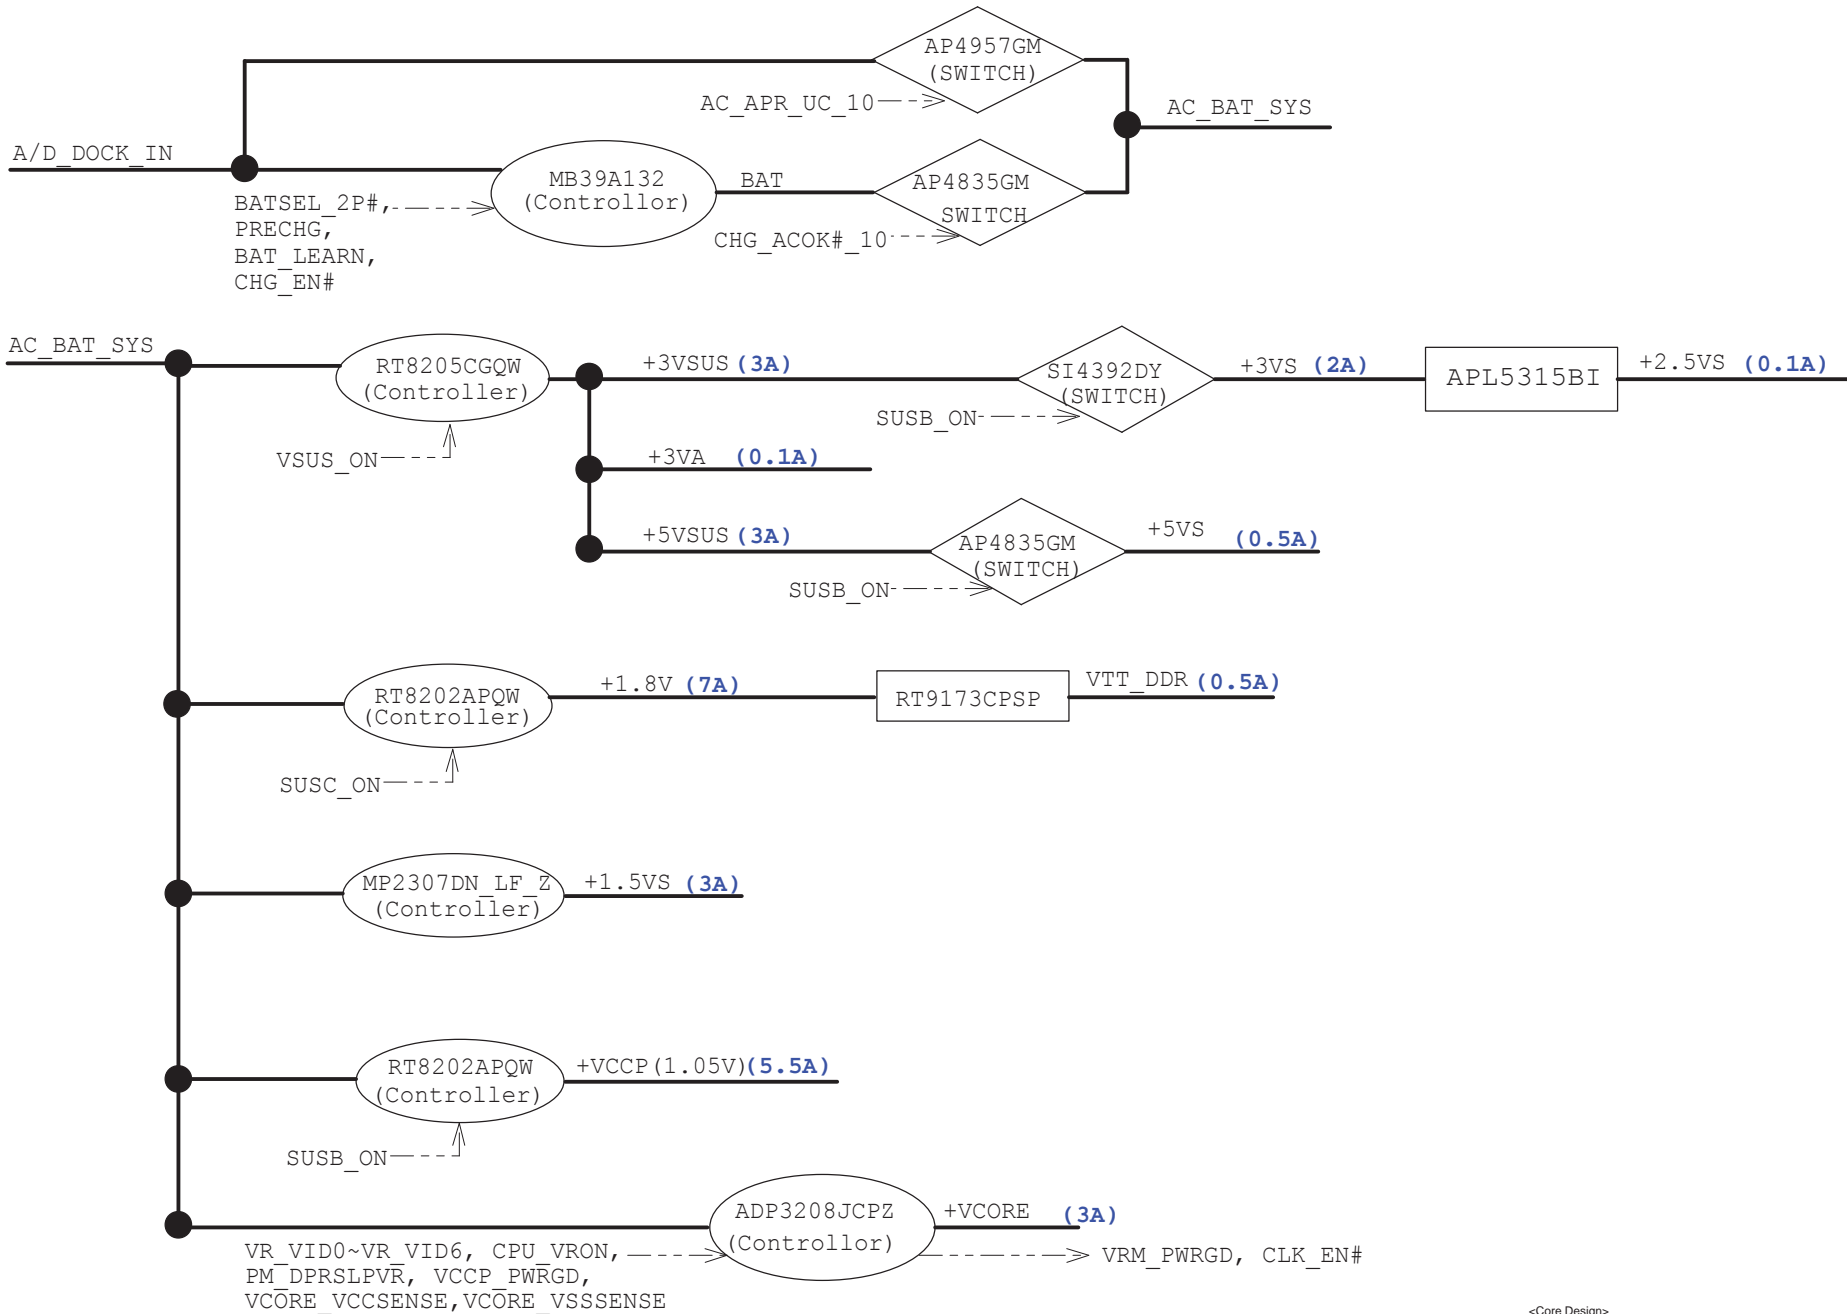 AP4957GM
(SWITCH)
AC_APR_UC_10
AC_BAT_SYS
A/D_DOCK_IN
MB39A132
(Controllor)
BAT
AP4835GM
SWITCH
BATSEL_2P#,
PRECHG,
BAT_LEARN,
CHG_EN#
CHG_ACOK#_10
AC_BAT_SYS
RT8205CGQW
(Controller)
+3VSUS (3A)
SI4392DY
(SWITCH)
+3VS (2A)
APL5315BI
+2.5VS (0.1A)
SUSB_ON
VSUS_ON
+3VA (0.1A)
+5VSUS (3A)
AP4835GM
(SWITCH)
+5VS (0.5A)
SUSB_ON
RT8202APQW
(Controller)
+1.8V (7A)
RT9173CPSP
VTT_DDR (0.5A)
SUSC_ON
MP2307DN_LF_Z
(Controller)
+1.5VS (3A)
RT8202APQW
(Controller)
+VCCP(1.05V)(5.5A)
SUSB_ON
ADP3208JCPZ
(Controllor)
+VCORE (3A)
VR_VID0~VR_VID6, CPU_VRON,
PM_DPRSLPVR, VCCP_PWRGD,
VCORE_VCCSENSE,VCORE_VSSSENSE
VRM_PWRGD, CLK_EN#
<Core Design>